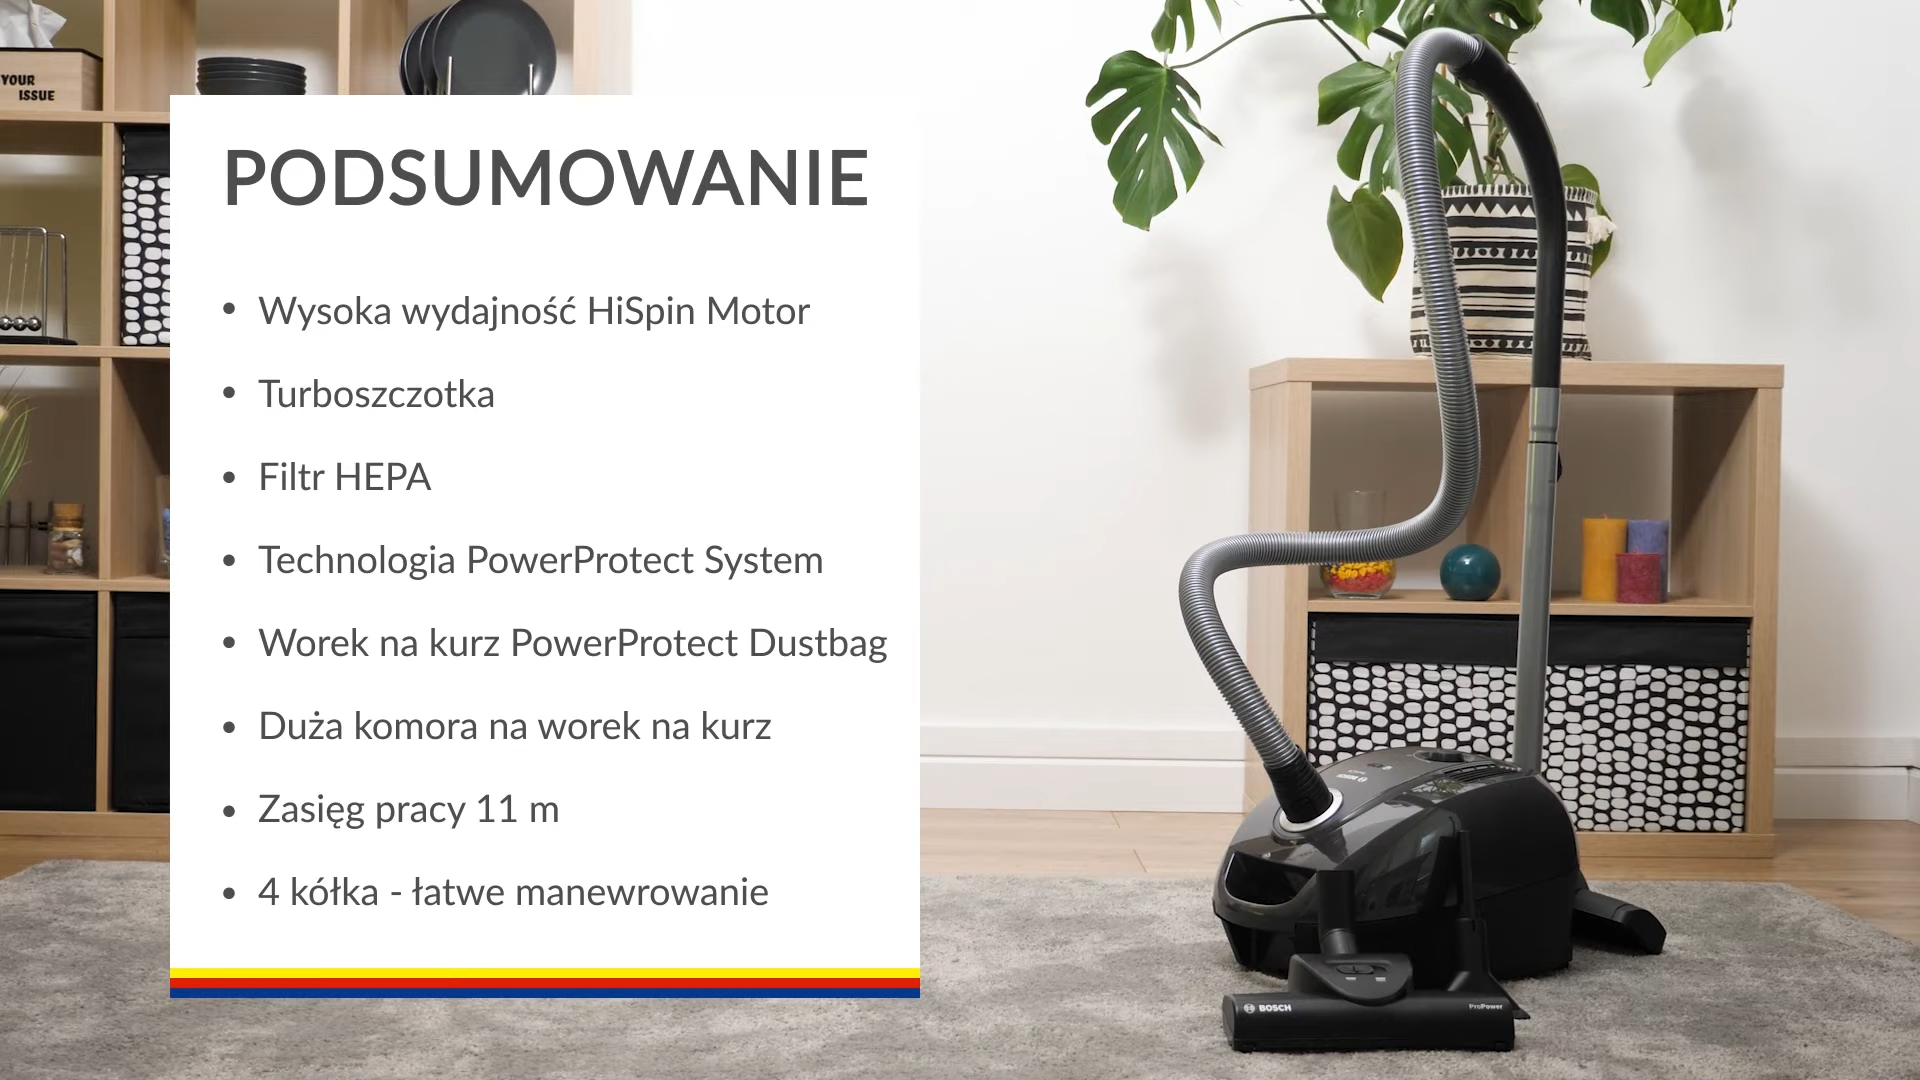 YOUR
ISSUE
PODSUMOWANIE
• Wysoka wydajność HiSpin Motor
• Turboszczotka
• Filtr HEPA
• Technologia PowerProtect System
• Worek na kurz PowerProtect Dustbag
• Duża komora na worek na kurz
• Zasięg pracy 11 m
• 4 kółka - łatwe manewrowanie
BOSCH
BOSCH ProPower